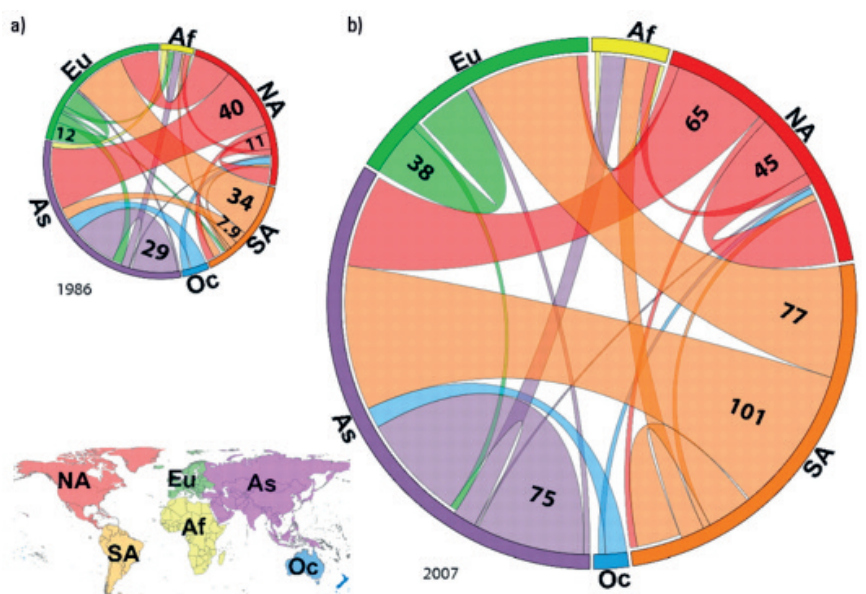 a)
Eu
Af
NA
40
12
11
34
7.9
As
29
SA
Oc
1986
b)
Eu
Af
NA
65
38
45
77
101
As
75
SA
Oc
2007
NA
Eu
As
Af
SA
Oc